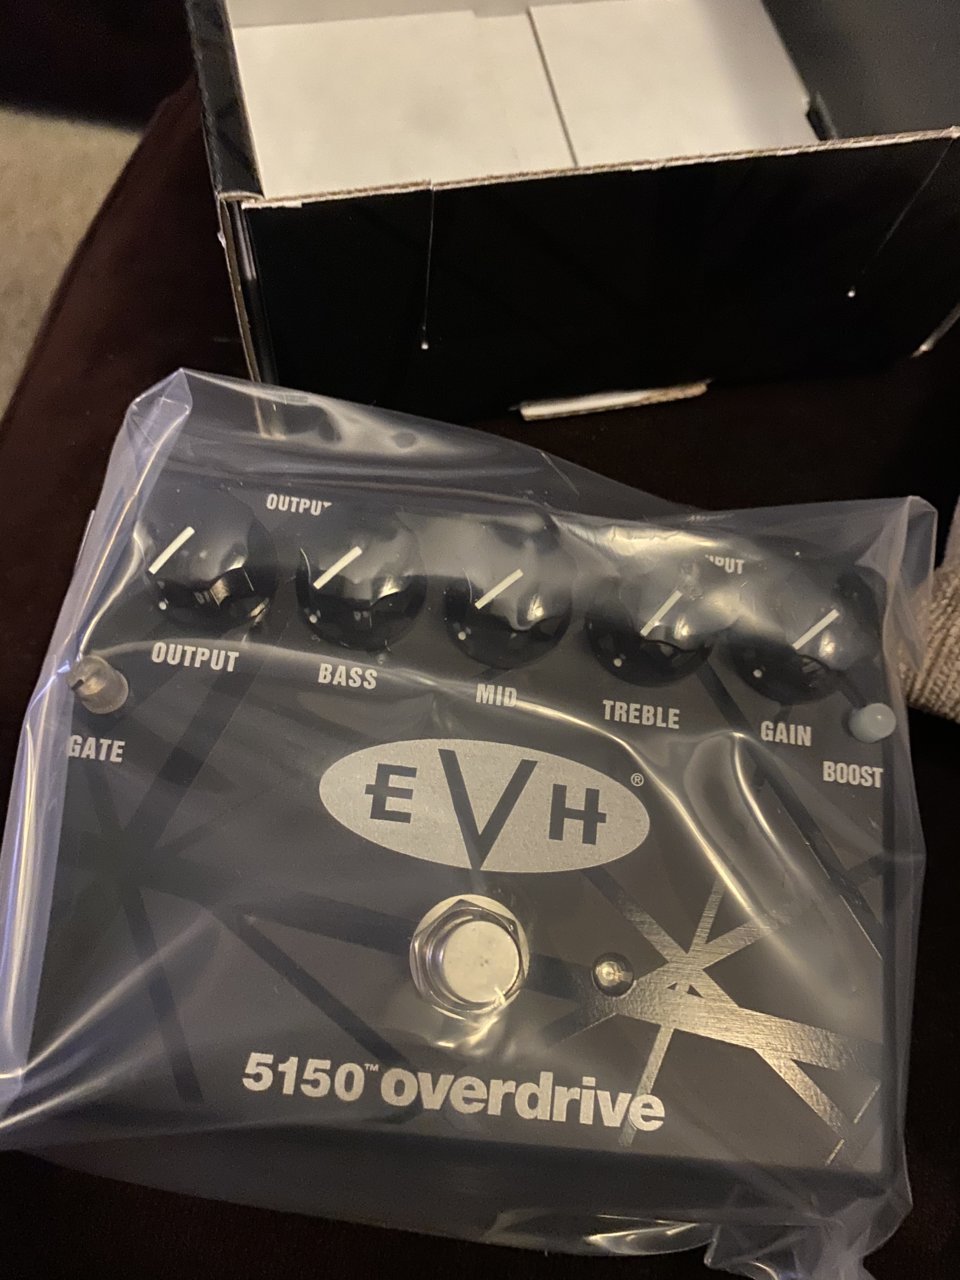 OUTPUT
OUTPUT
BASS
MID
TREBLE
GAIN
GATE
BOOST
EVH®
5150™ overdrive